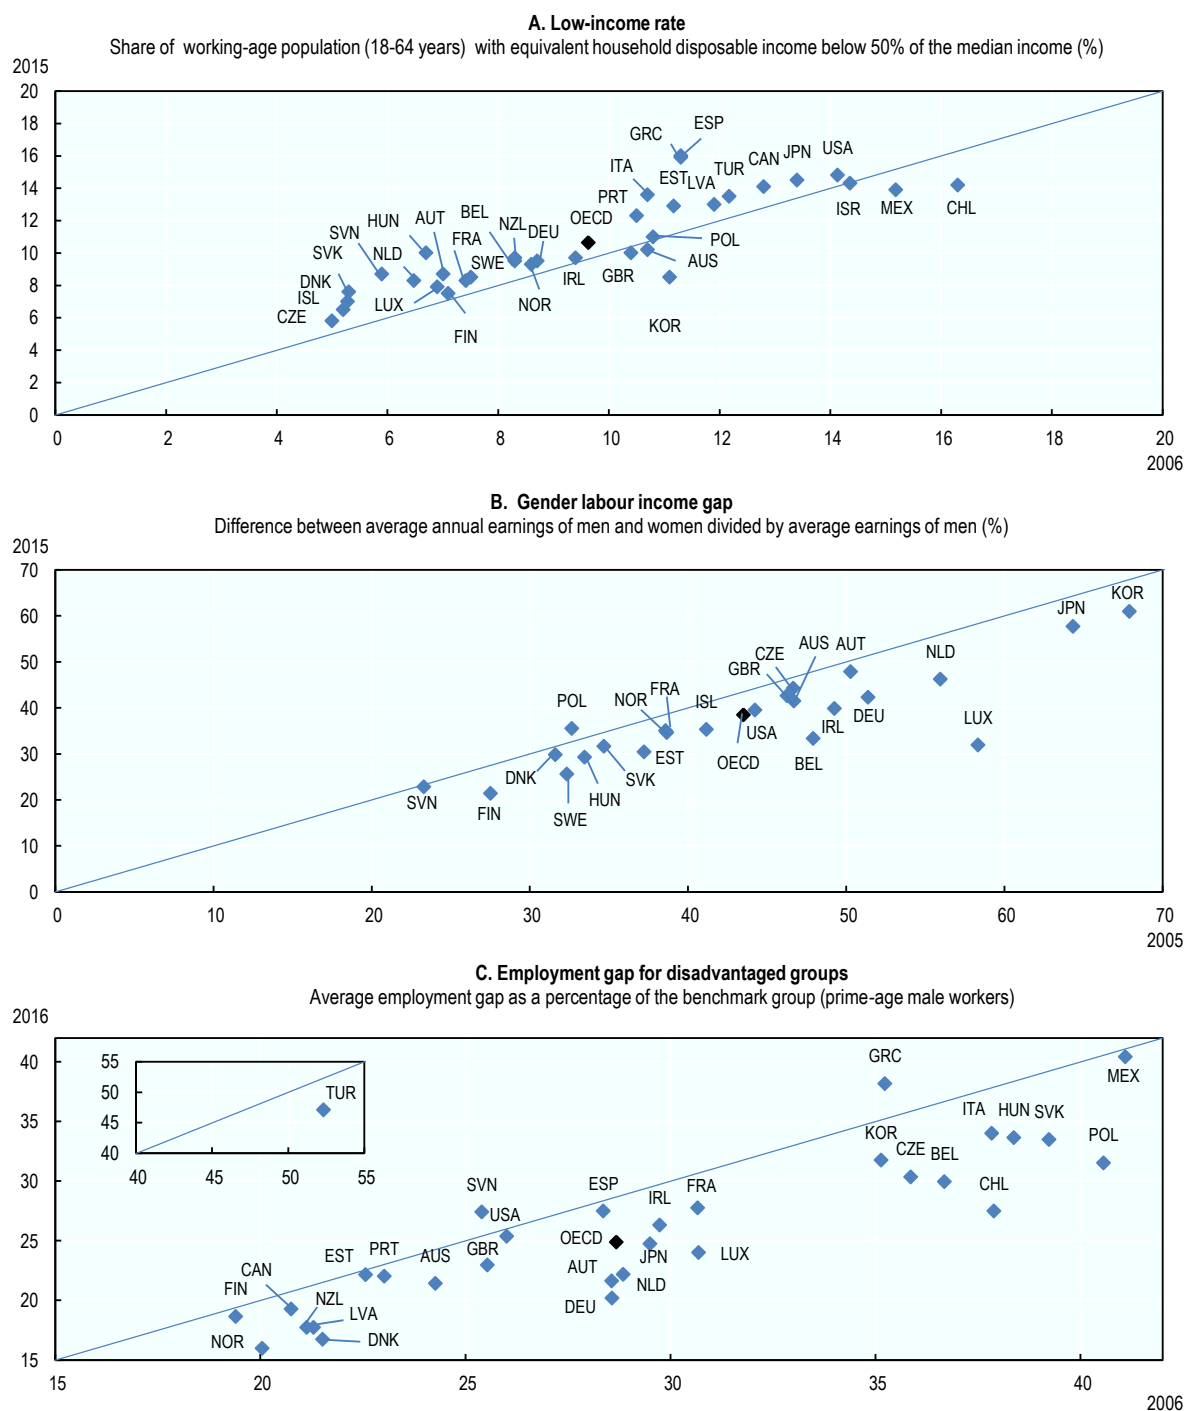 A. Low-income rate
Share of working-age population (18-64 years) with equivalent household disposable income below 50% of the median income (%)
2015
20
18
16
14
12
10
8
6
4
2
0
GRC
ESP
ITA
EST
LVA
TUR
CAN
JPN
USA
PRT
OECD
ISR
MEX
CHL
HUN
AUT
BEL
NZL
DEU
SVN
FRA
SWE
NLD
SVK
POL
AUS
IRL
GBR
DNK
ISL
LUX
NOR
CZE
FIN
KOR
0 2 4 6 8 10 12 14 16 18 20
2006
B. Gender labour income gap
Difference between average annual earnings of men and women divided by average earnings of men (%)
2015
70
60
50
40
30
20
10
0
KOR
JPN
CZE
AUS
AUT
NLD
GBR
FRA
NOR
ISL
POL
LUX
DEU
IRL
USA
OECD
BEL
EST
SVK
DNK
HUN
SWE
SVN
FIN
0 10 20 30 40 50 60 70
2005
C. Employment gap for disadvantaged groups
Average employment gap as a percentage of the benchmark group (prime-age male workers)
2016
40
35
30
25
20
15
55
50
45
40
TUR
40 45 50 55
GRC
MEX
ITA
HUN
SVK
POL
KOR
CZE
BEL
CHL
SVN
USA
ESP
IRL
FRA
OECD
JPN
LUX
EST
PRT
AUS
GBR
AUT
NLD
DEU
CAN
FIN
NZL
LVA
NOR
DNK
15 20 25 30 35 40
2006